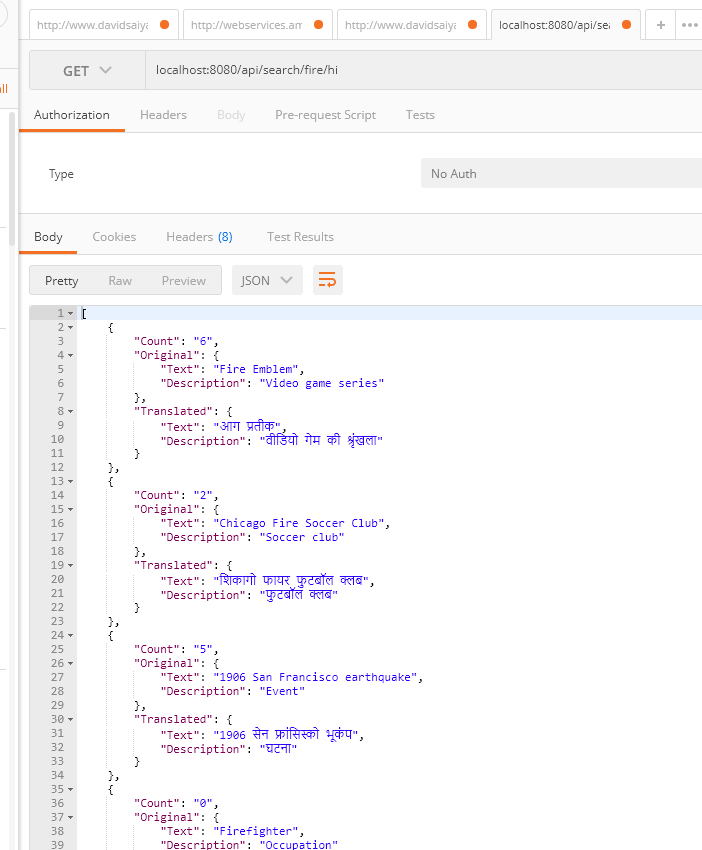 http://www.davidsaiya http://webservices.am http://www.davidsaiya localhost:8080/api/sea + •••
GET localhost:8080/api/search/fire/hi
all
Authorization Headers Body Pre-request Script Tests
Type No Auth
Body Cookies Headers (8) Test Results
Pretty Raw Preview JSON
1 [
2 {
3 "Count": "6",
4 "Original": {
5 "Text": "Fire Emblem",
6 "Description": "Video game series"
7 },
8 "Translated": {
9 "Text": "आग प्रतीक",
10 "Description": "वीडियो गेम की श्रृंखला"
11 }
12 },
13 {
14 "Count": "2",
15 "Original": {
16 "Text": "Chicago Fire Soccer Club",
17 "Description": "Soccer club"
18 },
19 "Translated": {
20 "Text": "शिकागो फायर फुटबॉल क्लब",
21 "Description": "फुटबॉल क्लब"
22 }
23 },
24 {
25 "Count": "5",
26 "Original": {
27 "Text": "1906 San Francisco earthquake",
28 "Description": "Event"
29 },
30 "Translated": {
31 "Text": "1906 सेन फ्रांसिस्को भूकंप",
32 "Description": "घटना"
33 }
34 },
35 {
36 "Count": "0",
37 "Original": {
38 "Text": "Firefighter",
39 "Description": "Occupation"